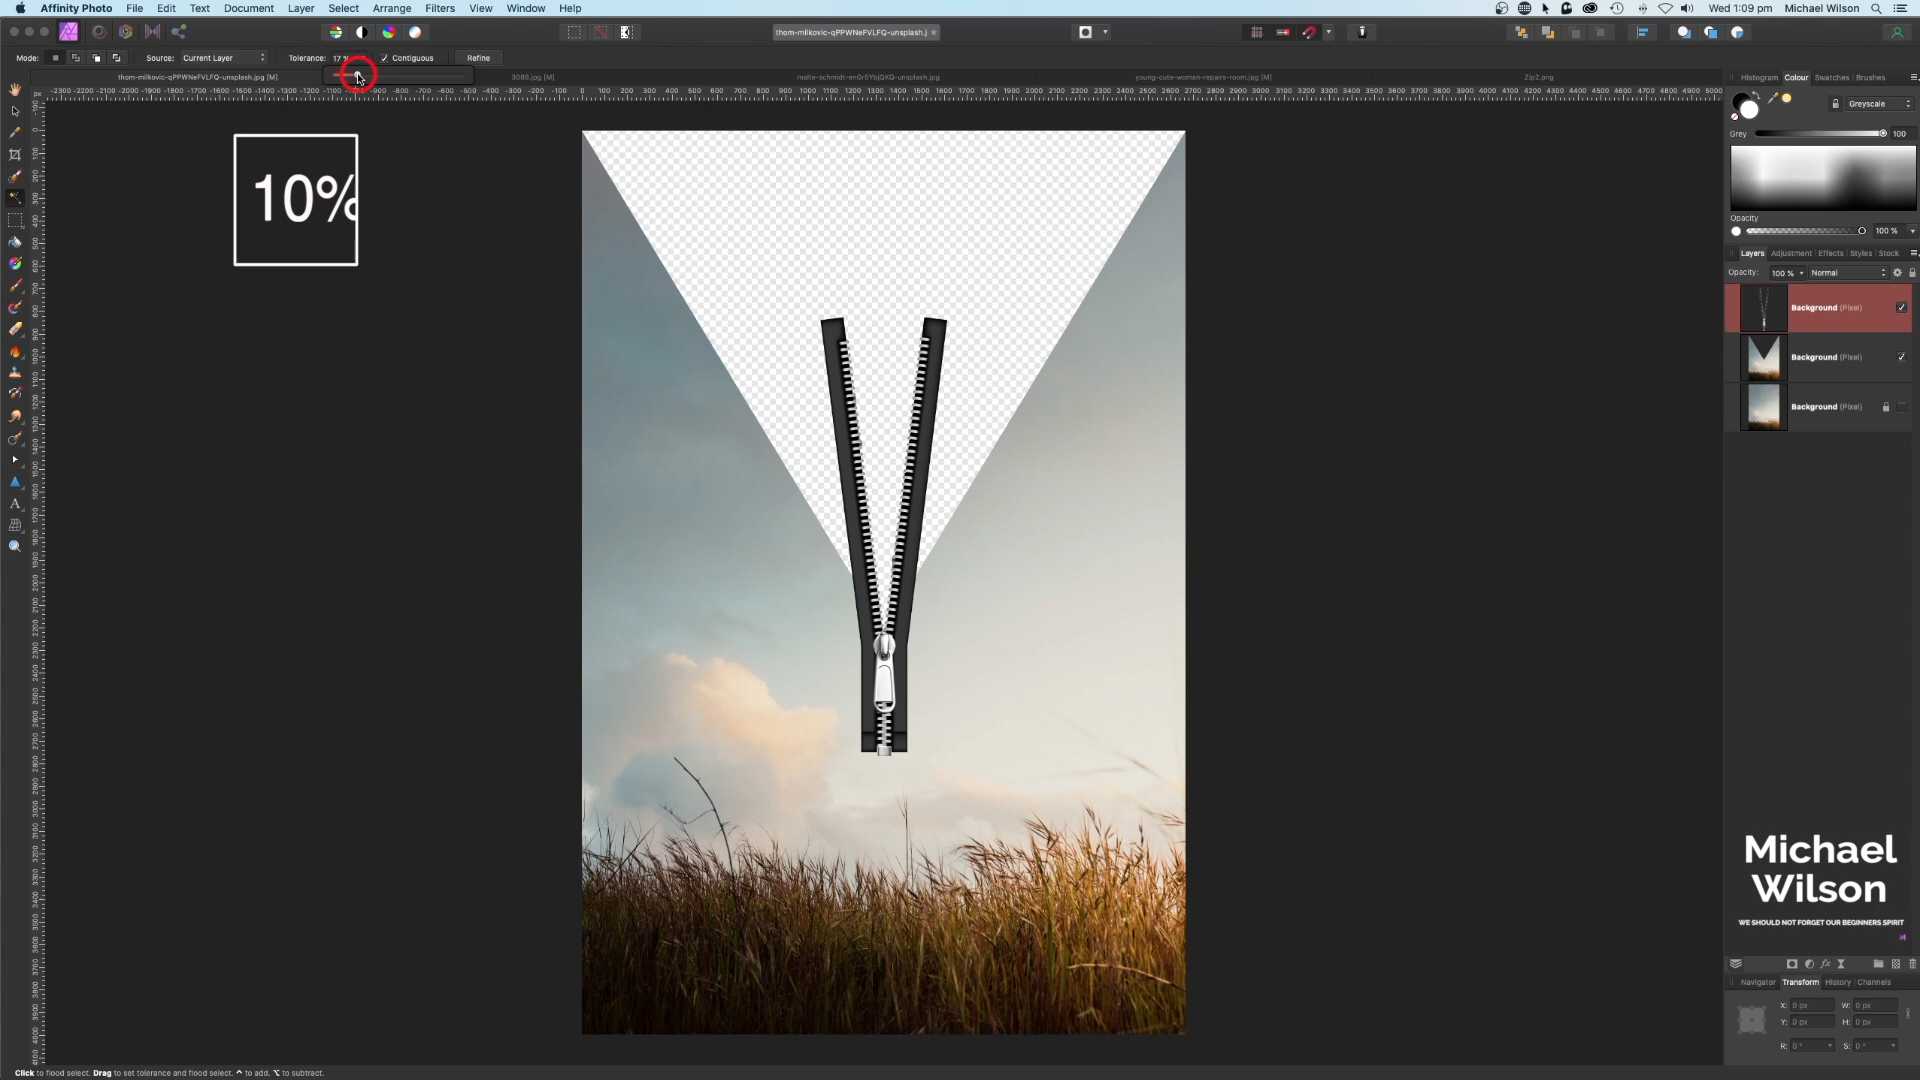 Affinity Photo File Edit Text Document Layer Select Arrange Filters View Window Help Wed 1:09 pm Michael Wilson
thom-milkovic-qPPWNeFVLFQ-unsplash.j
Mode: Source: Current Layer Tolerance: 17 % Contiguous Refine
thom-milkovic-qPPWNeFVLFQ-unsplash.jpg [M] 3088.jpg [M] young-cute-woman-repairs-room.jpg [M] Zip2.png
Histogram Colour Swatches Brushes
px
Greyscale
Grey 100
Opacity
100 %
Layers Adjustment Effects Styles Stock
Opacity: 100 % Normal
Background (Pixel)
Background (Pixel)
Background (Pixel)
10%
Michael
Wilson
WE SHOULD NOT FORGET OUR BEGINNERS SPIRIT
Navigator Transform History Channels
X: 0 px W: 0 px
Y: 0 px H: 0 px
R: 0 ° S: 0 °
Click to flood select. Drag to set tolerance and flood select. ^ to add. ⌥ to subtract.